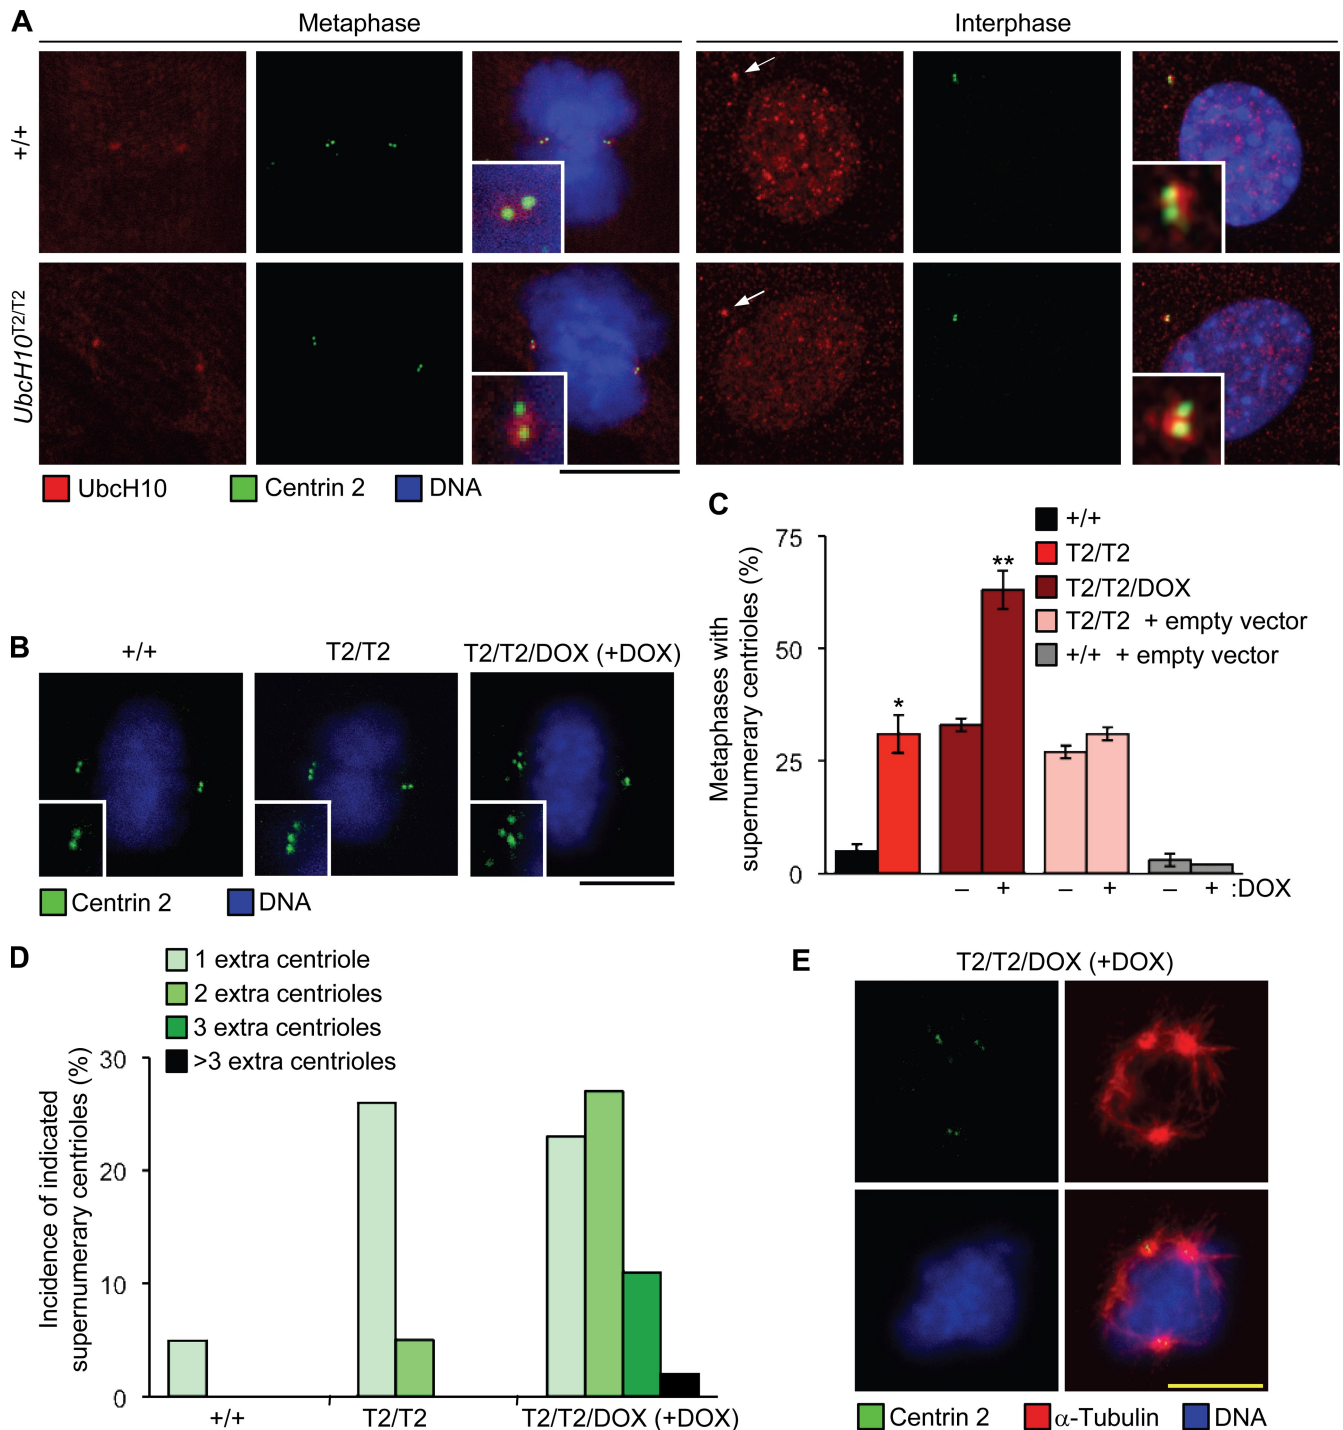 A
Metaphase
Interphase
+/+
UbcH10T2/T2
UbcH10
Centrin 2
DNA
B
+/+
T2/T2
T2/T2/DOX (+DOX)
Centrin 2
DNA
C
Metaphases with
supernumerary centrioles (%)
75
50
25
0
*
**
+/+
T2/T2
T2/T2/DOX
T2/T2 + empty vector
+/+ + empty vector
– + – + – + :DOX
D
1 extra centriole
2 extra centrioles
3 extra centrioles
>3 extra centrioles
Incidence of indicated
supernumerary centrioles (%)
30
20
10
0
+/+
T2/T2
T2/T2/DOX (+DOX)
E
T2/T2/DOX (+DOX)
Centrin 2
α-Tubulin
DNA